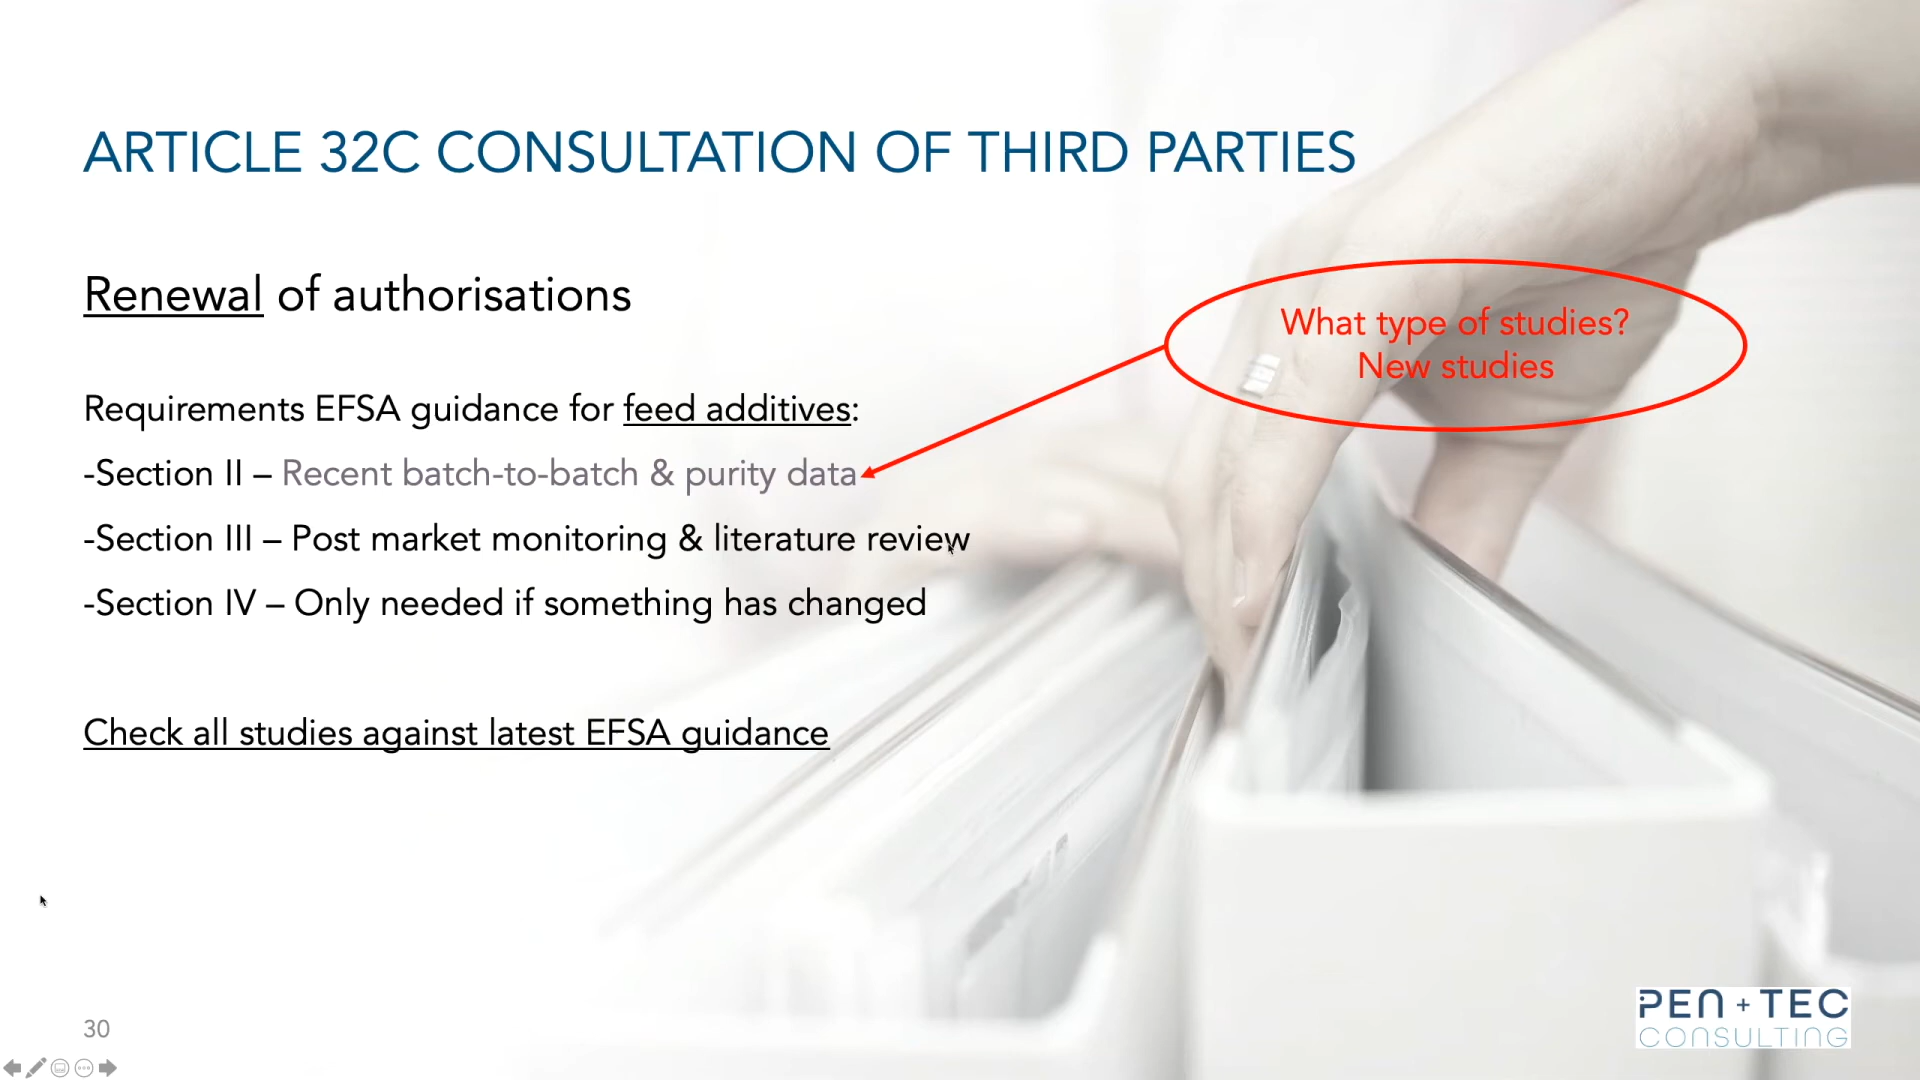 ARTICLE 32C CONSULTATION OF THIRD PARTIES
Renewal of authorisations
What type of studies?
New studies
Requirements EFSA guidance for feed additives:
-Section II – Recent batch-to-batch & purity data
-Section III – Post market monitoring & literature review
-Section IV – Only needed if something has changed
Check all studies against latest EFSA guidance
30
PEN + TEC
CONSULTING